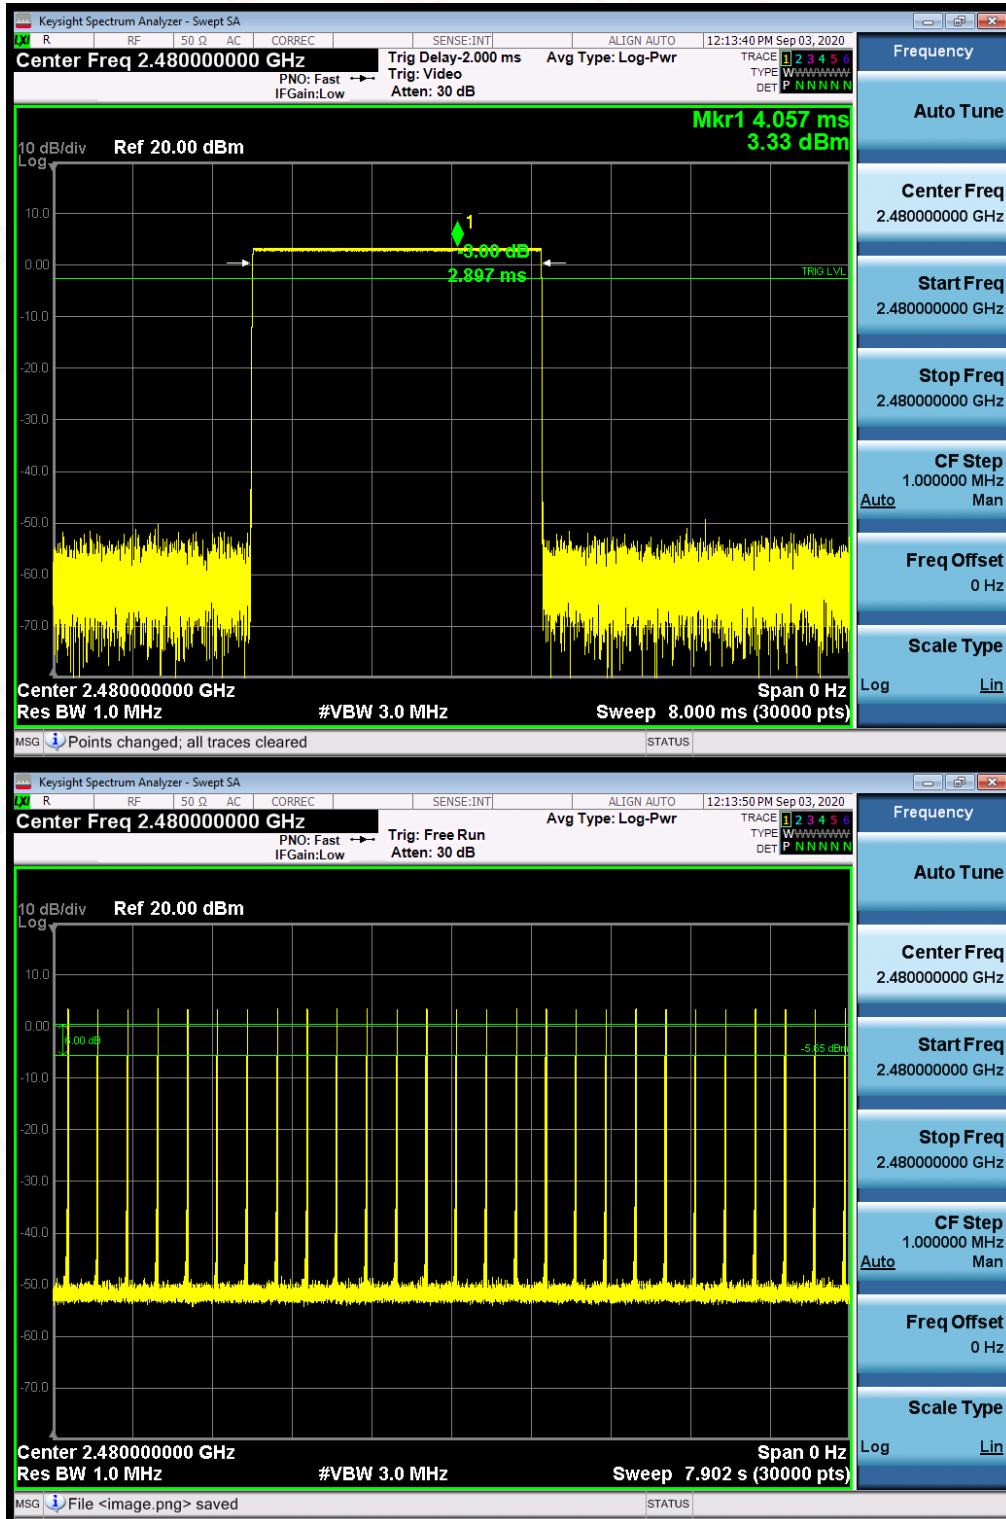 Keysight Spectrum Analyzer - Swept SA
LXI R RF 50 Ω AC CORREC SENSE:INT ALIGN AUTO 12:13:40 PM Sep 03, 2020
Center Freq 2.480000000 GHz
PNO: Fast
IFGain:Low
Trig Delay-2.000 ms
Trig: Video
Atten: 30 dB
Avg Type: Log-Pwr
TRACE 1 2 3 4 5 6
TYPE WWWWWWW
DET P N N N N N
Mkr1 4.057 ms
3.33 dBm
10 dB/div
Log
Ref 20.00 dBm
10.0
0.00
-10.0
-20.0
-30.0
-40.0
-50.0
-60.0
-70.0
1
-3.00 dB
2.897 ms
TRIG LVL
Center 2.480000000 GHz
Span 0 Hz
Res BW 1.0 MHz
#VBW 3.0 MHz
Sweep 8.000 ms (30000 pts)
MSG Points changed; all traces cleared
STATUS
Frequency
Auto Tune
Center Freq
2.480000000 GHz
Start Freq
2.480000000 GHz
Stop Freq
2.480000000 GHz
CF Step
1.000000 MHz
Auto Man
Freq Offset
0 Hz
Scale Type
Log Lin
Keysight Spectrum Analyzer - Swept SA
LXI R RF 50 Ω AC CORREC SENSE:INT ALIGN AUTO 12:13:50 PM Sep 03, 2020
Center Freq 2.480000000 GHz
PNO: Fast
IFGain:Low
Trig: Free Run
Atten: 30 dB
Avg Type: Log-Pwr
TRACE 1 2 3 4 5 6
TYPE WWWWWWW
DET P N N N N N
10 dB/div
Log
Ref 20.00 dBm
10.0
0.00
-10.0
-20.0
-30.0
-40.0
-50.0
-60.0
-70.0
6.00 dB
-5.65 dBm
Center 2.480000000 GHz
Span 0 Hz
Res BW 1.0 MHz
#VBW 3.0 MHz
Sweep 7.902 s (30000 pts)
MSG File <image.png> saved
STATUS
Frequency
Auto Tune
Center Freq
2.480000000 GHz
Start Freq
2.480000000 GHz
Stop Freq
2.480000000 GHz
CF Step
1.000000 MHz
Auto Man
Freq Offset
0 Hz
Scale Type
Log Lin